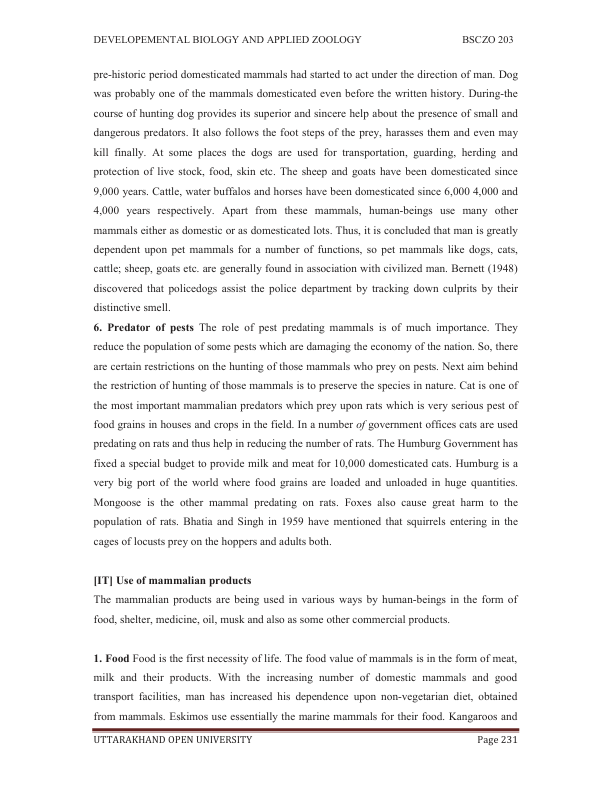 DEVELOPEMENTAL BIOLOGY AND APPLIED ZOOLOGY BSCZO 203
pre-historic period domesticated mammals had started to act under the direction of man. Dog
was probably one of the mammals domesticated even before the written history. During-the
course of hunting dog provides its superior and sincere help about the presence of small and
dangerous predators. It also follows the foot steps of the prey, harasses them and even may
kill finally. At some places the dogs are used for transportation, guarding, herding and
protection of live stock, food, skin etc. The sheep and goats have been domesticated since
9,000 years. Cattle, water buffalos and horses have been domesticated since 6,000 4,000 and
4,000 years respectively. Apart from these mammals, human-beings use many other
mammals either as domestic or as domesticated lots. Thus, it is concluded that man is greatly
dependent upon pet mammals for a number of functions, so pet mammals like dogs, cats,
cattle; sheep, goats etc. are generally found in association with civilized man. Bernett (1948)
discovered that policedogs assist the police department by tracking down culprits by their
distinctive smell.
6. Predator of pests The role of pest predating mammals is of much importance. They
reduce the population of some pests which are damaging the economy of the nation. So, there
are certain restrictions on the hunting of those mammals who prey on pests. Next aim behind
the restriction of hunting of those mammals is to preserve the species in nature. Cat is one of
the most important mammalian predators which prey upon rats which is very serious pest of
food grains in houses and crops in the field. In a number of government offices cats are used
predating on rats and thus help in reducing the number of rats. The Humburg Government has
fixed a special budget to provide milk and meat for 10,000 domesticated cats. Humburg is a
very big port of the world where food grains are loaded and unloaded in huge quantities.
Mongoose is the other mammal predating on rats. Foxes also cause great harm to the
population of rats. Bhatia and Singh in 1959 have mentioned that squirrels entering in the
cages of locusts prey on the hoppers and adults both.
[IT] Use of mammalian products
The mammalian products are being used in various ways by human-beings in the form of
food, shelter, medicine, oil, musk and also as some other commercial products.
1. Food Food is the first necessity of life. The food value of mammals is in the form of meat,
milk and their products. With the increasing number of domestic mammals and good
transport facilities, man has increased his dependence upon non-vegetarian diet, obtained
from mammals. Eskimos use essentially the marine mammals for their food. Kangaroos and
UTTARAKHAND OPEN UNIVERSITY Page 231